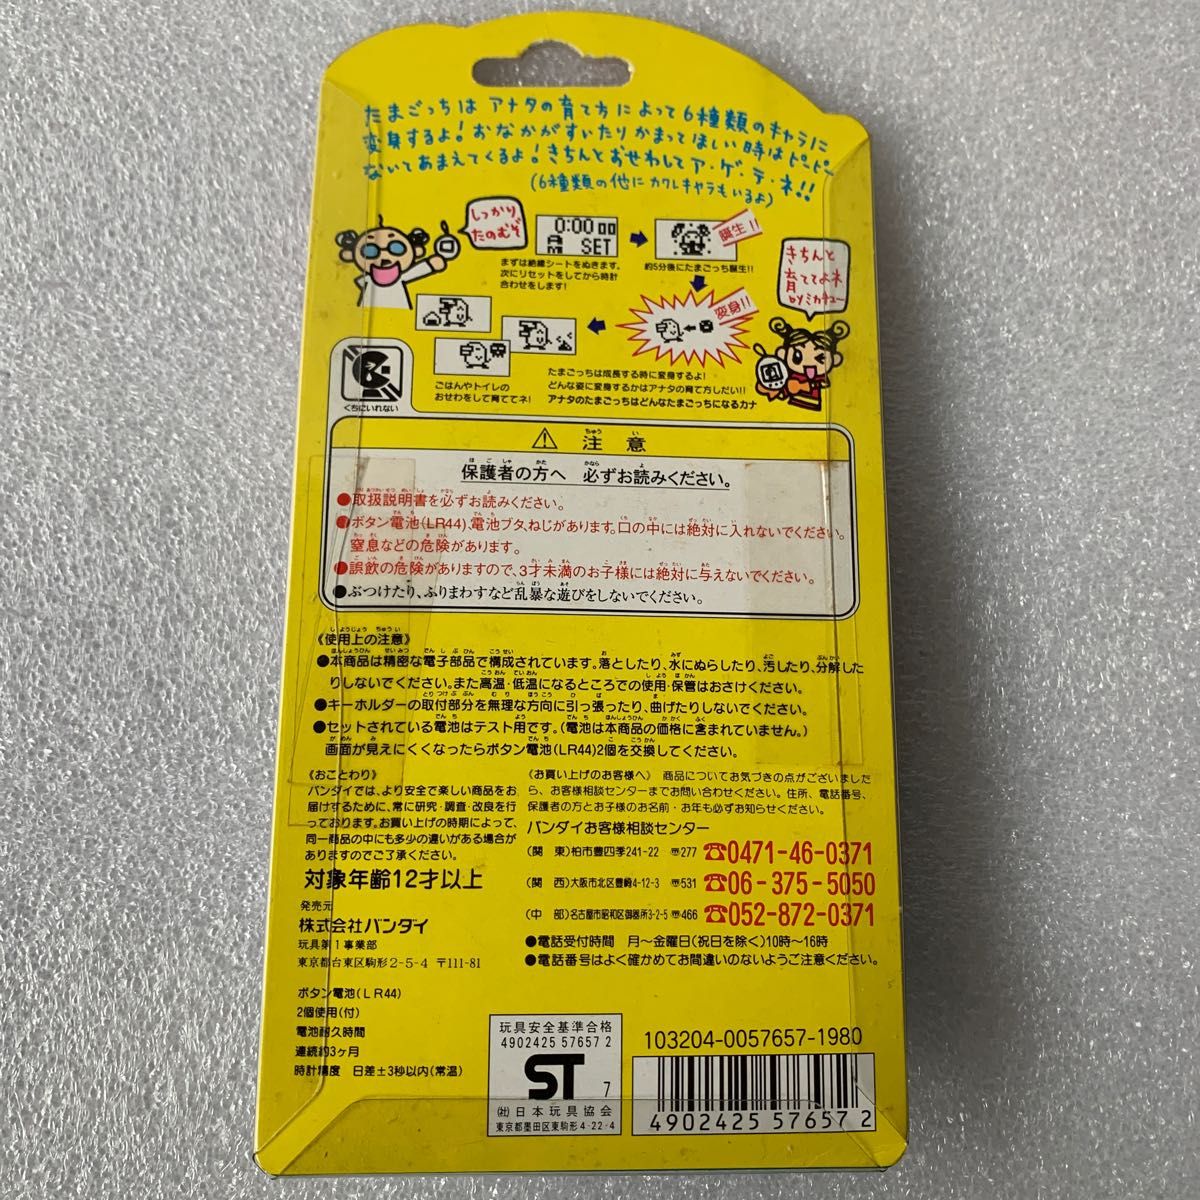 たまごっちは アナタの育て方によって6種類のキャラに
変身するよ!おなかがすいたり かまってほしい時はピーピー
ないてあまえてくるよ!きちんとおせわしてア・ゲ・テ・ネ!!
(6種類の他に カクレキャラもいるよ)
しっかり
たのむぞ
0:00 00
AM SET
誕生!!
まずは絶縁シートをぬきます。
次にリセットをしてから時計
合わせをします!
約5分後にたまごっち誕生!!
きちんと
育ててよネ
by ミカチュー
変身!!
くちにいれない
ごはんやトイレの
おせわをして育ててネ!
たまごっちは成長する時に変身するよ!
どんな姿に変身するかはアナタの育て方しだい!!
アナタのたまごっちはどんなたまごっちになるカナ
⚠ 注意
保護者の方へ 必ずお読みください。
●取扱説明書を必ずお読みください。
●ボタン電池(LR44)、電池ブタ、ねじがあります。口の中には絶対に入れないでください。
窒息などの危険があります。
●誤飲の危険がありますので、3才未満のお子様には絶対に与えないでください。
●ぶつけたり、ふりまわすなど乱暴な遊びをしないでください。
《使用上の注意》
●本商品は精密な電子部品で構成されています。落としたり、水にぬらしたり、汚したり、分解した
りしないでください。また高温・低温になるところでの使用・保管はおさけください。
●キーホルダーの取付部分を無理な方向に引っ張ったり、曲げたりしないでください。
●セットされている電池はテスト用です。(電池は本商品の価格に含まれていません。)
画面が見えにくくなったらボタン電池(LR44)2個を交換してください。
《おことわり》
バンダイでは、より安全で楽しい商品をお
届けするために、常に研究・調査・改良を行
っております。お買い上げの時期によって、
同一商品の中にも多少の違いがある場合が
ありますのでご了承ください。
対象年齢12才以上
発売元
株式会社バンダイ
玩具第1事業部
東京都台東区駒形2-5-4 〒111-81
ボタン電池(LR44)
2個使用(付)
電池耐久時間
連続約3ヶ月
時計精度 日差±3秒以内(常温)
《お買い上げのお客様へ》 商品についてお気づきの点がございました
ら、お客様相談センターまでお問い合わせください。住所、電話番号、
保護者の方とお子様のお名前・お年も必ずお知らせください。
バンダイお客様相談センター
(関 東)柏市豊四季241-22 〒277 ☎0471-46-0371
(関 西)大阪市北区豊崎4-12-3 〒531 ☎06-375-5050
(中 部)名古屋市昭和区御器所3-2-5 〒466 ☎052-872-0371
●電話受付時間 月〜金曜日(祝日を除く)10時〜16時
●電話番号はよく確かめてお間違いのないようご注意ください。
玩具安全基準合格
4902425 57657 2
ST 7
(社)日本玩具協会
東京都墨田区東駒形4-22-4
103204-0057657-1980
4902425 576572